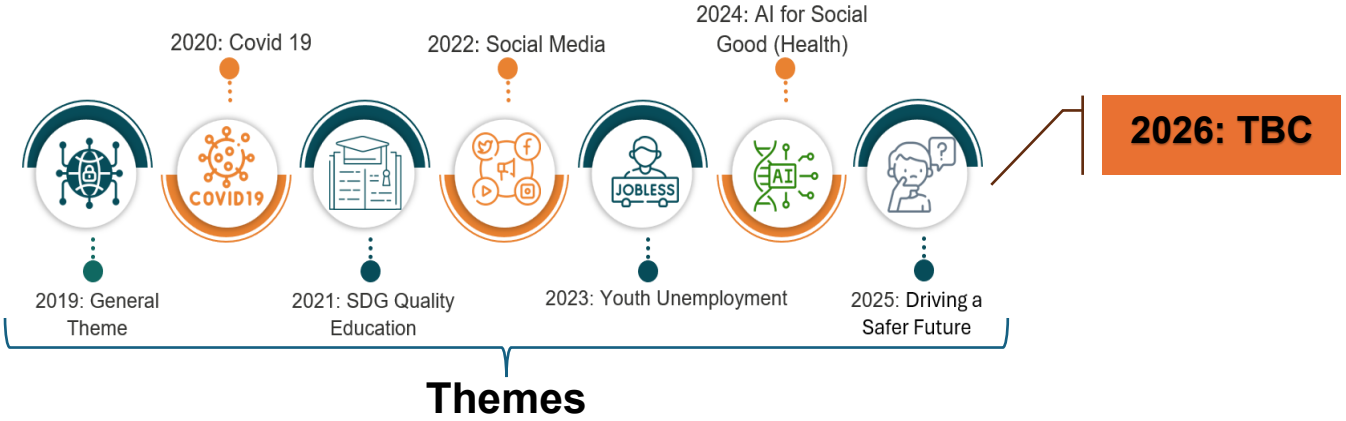 2019: General
Theme
2020: Covid 19
COVID19
2021: SDG Quality
Education
2022: Social Media
2023: Youth Unemployment
JOBLESS
2024: AI for Social
Good (Health)
AI
2025: Driving a
Safer Future
?
2026: TBC
Themes